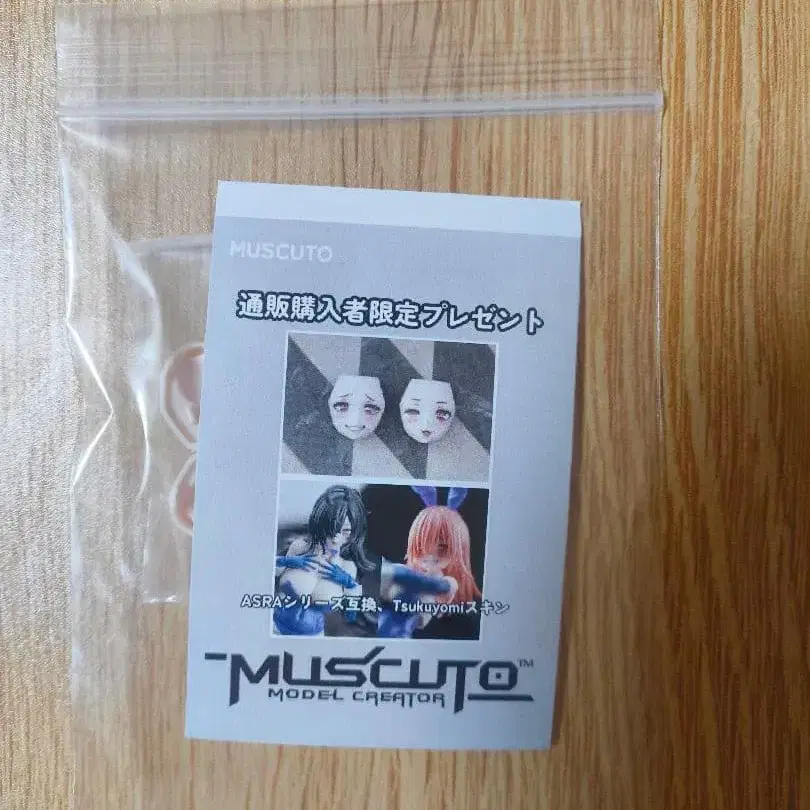 MUSCUTO
通販購入者限定プレゼント
ASRAシリーズ互換、Tsukuyomiスキン
MUSCUTO™
MODEL CREATOR